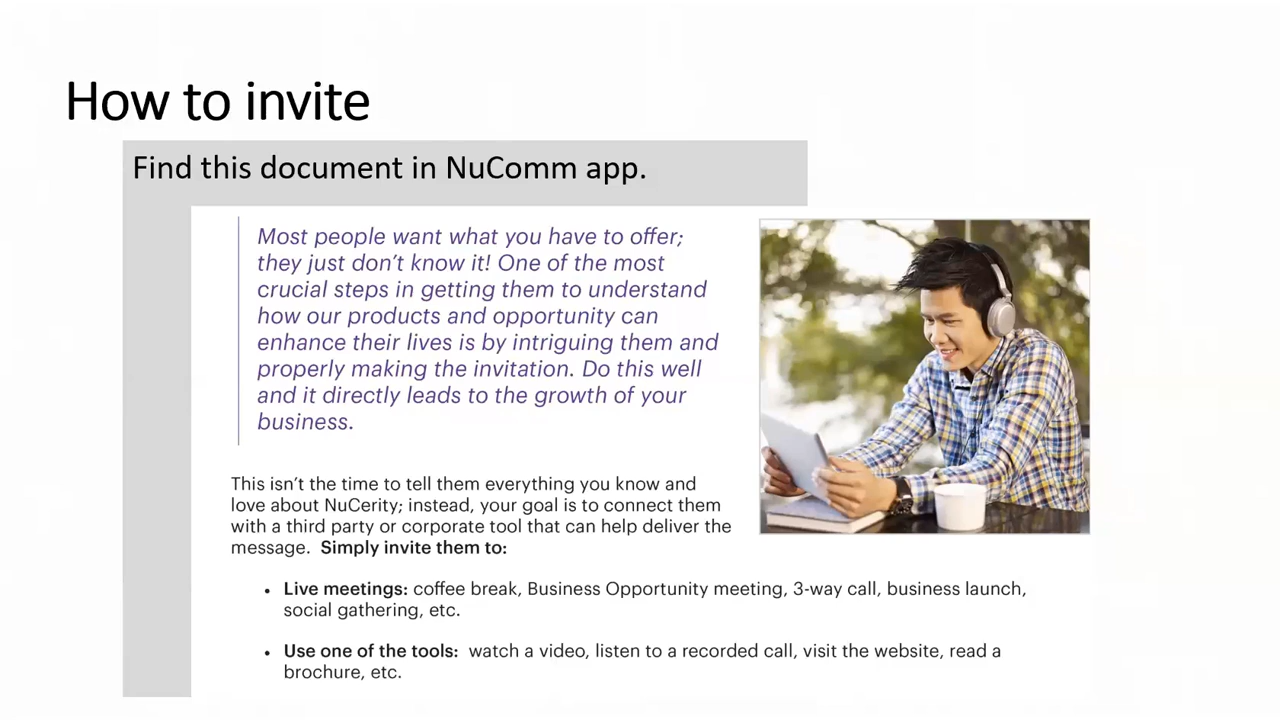 How to invite
Find this document in NuComm app.
Most people want what you have to offer;
they just don't know it! One of the most
crucial steps in getting them to understand
how our products and opportunity can
enhance their lives is by intriguing them and
properly making the invitation. Do this well
and it directly leads to the growth of your
business.
This isn't the time to tell them everything you know and
love about NuCerity; instead, your goal is to connect them
with a third party or corporate tool that can help deliver the
message.  Simply invite them to:
• Live meetings: coffee break, Business Opportunity meeting, 3-way call, business launch,
social gathering, etc.
• Use one of the tools:  watch a video, listen to a recorded call, visit the website, read a
brochure, etc.